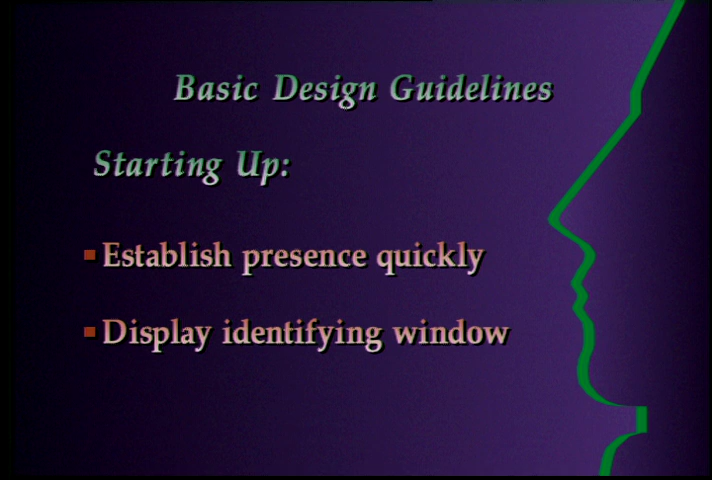 Basic Design Guidelines
Starting Up:
Establish presence quickly
Display identifying window